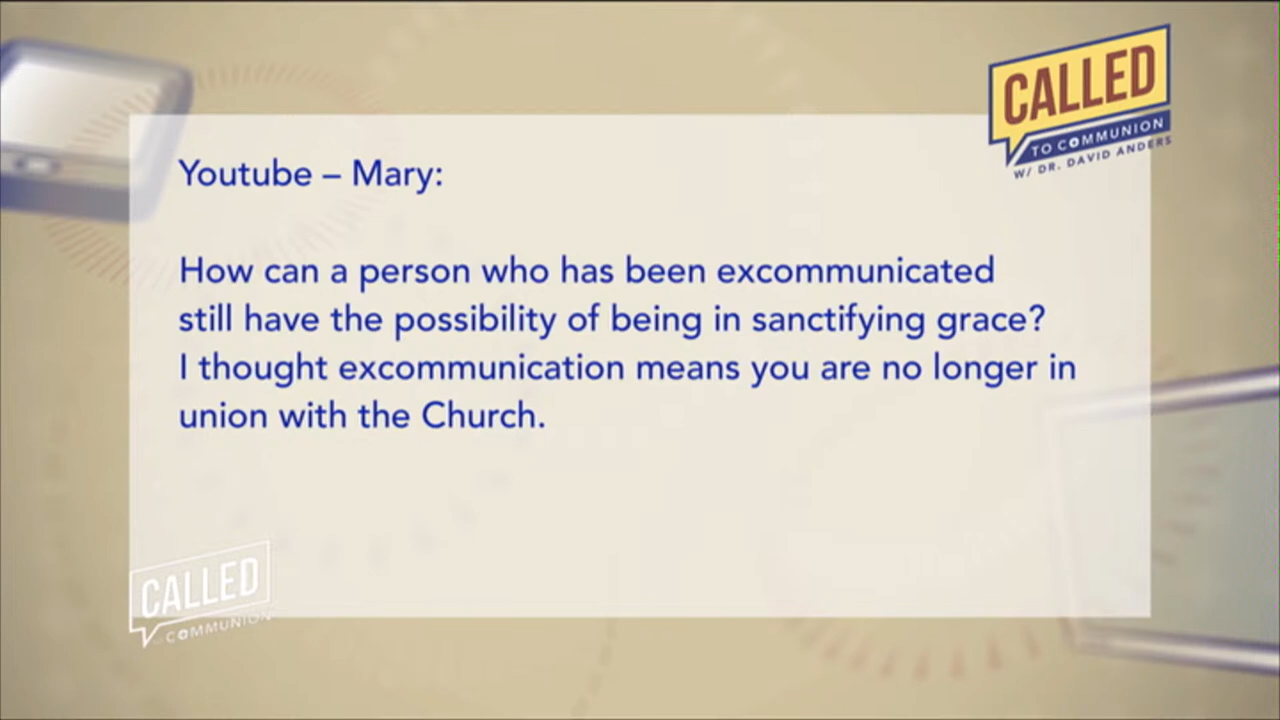 CALLED
TO COMMUNION
W/ DR. DAVID ANDERS
Youtube – Mary:
How can a person who has been excommunicated
still have the possibility of being in sanctifying grace?
I thought excommunication means you are no longer in
union with the Church.
CALLED
TO COMMUNION